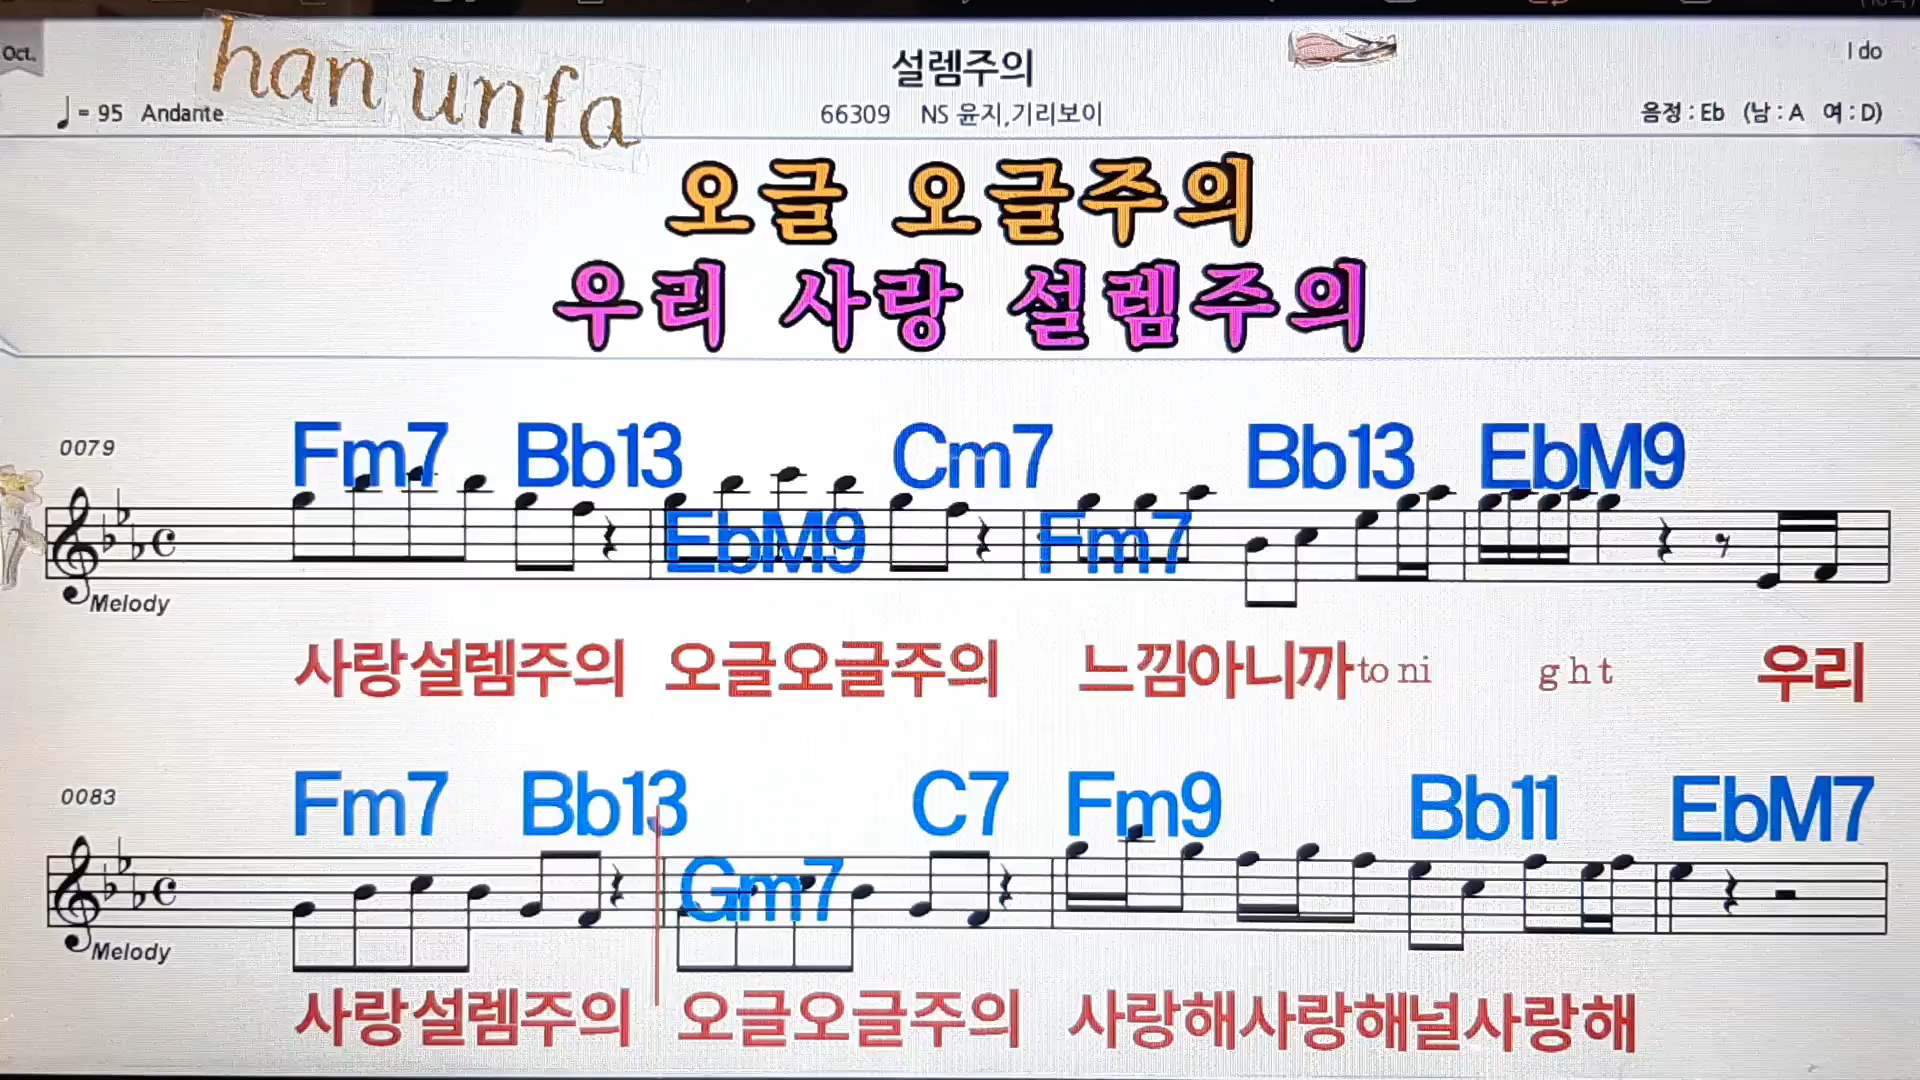 Oct.
han unfa
설렘주의
I do
♩= 95 Andante
66309 NS 윤지,기리보이
음정 : Eb (남 : A 여 : D)
오글 오글주의
우리 사랑 설렘주의
0079
Fm7 Bb13 Cm7 Bb13 EbM9
EbM9 Fm7
Melody
사랑설렘주의 오글오글주의 느낌아니까 to ni g h t 우리
0083
Fm7 Bb13 C7 Fm9 Bb11 EbM7
Gm7
Melody
사랑설렘주의 오글오글주의 사랑해사랑해널사랑해